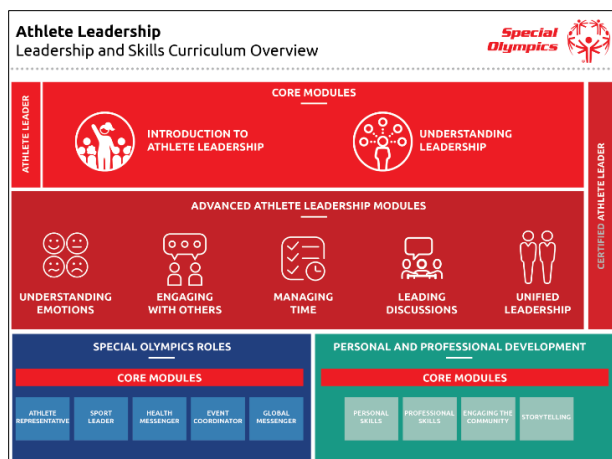 Athlete Leadership
Leadership and Skills Curriculum Overview
Special
Olympics
ATHLETE LEADER
CORE MODULES
INTRODUCTION TO
ATHLETE LEADERSHIP
UNDERSTANDING
LEADERSHIP
CERTIFIED ATHLETE LEADER
ADVANCED ATHLETE LEADERSHIP MODULES
UNDERSTANDING
EMOTIONS
ENGAGING
WITH OTHERS
MANAGING
TIME
LEADING
DISCUSSIONS
UNIFIED
LEADERSHIP
SPECIAL OLYMPICS ROLES
CORE MODULES
ATHLETE
REPRESENTATIVE
SPORT
LEADER
HEALTH
MESSENGER
EVENT
COORDINATOR
GLOBAL
MESSENGER
PERSONAL AND PROFESSIONAL DEVELOPMENT
CORE MODULES
PERSONAL
SKILLS
PROFESSIONAL
SKILLS
ENGAGING THE
COMMUNITY
STORYTELLING